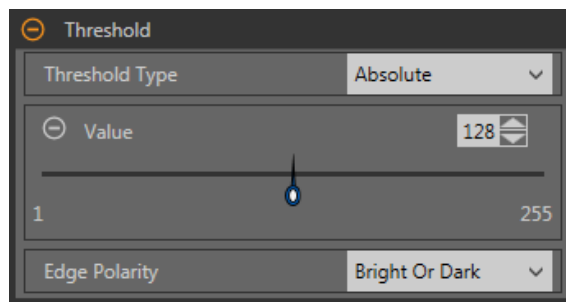 Threshold
Threshold Type Absolute
Value 128
1 255
Edge Polarity Bright Or Dark